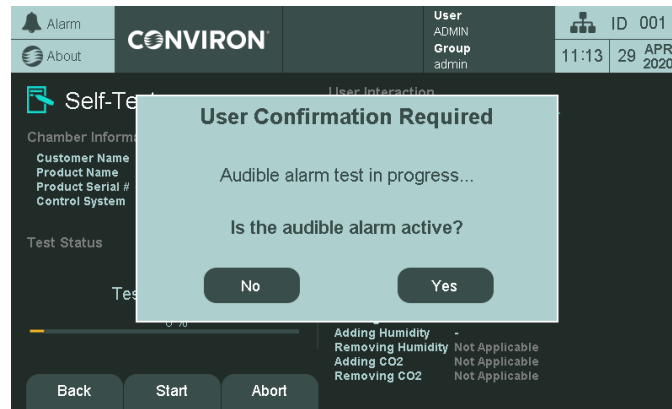 Alarm
About
CONVIRON
User
ADMIN
Group
admin
ID 001
11:13 29 APR 2020
Self-Te
User Interaction
Chamber Inform
Customer Name
Product Name
Product Serial #
Control System
Test Status
Tes
0 %
User Confirmation Required
Audible alarm test in progress...
Is the audible alarm active?
No
Yes
Adding Humidity -
Removing Humidity Not Applicable
Adding CO2 Not Applicable
Removing CO2 Not Applicable
Back
Start
Abort